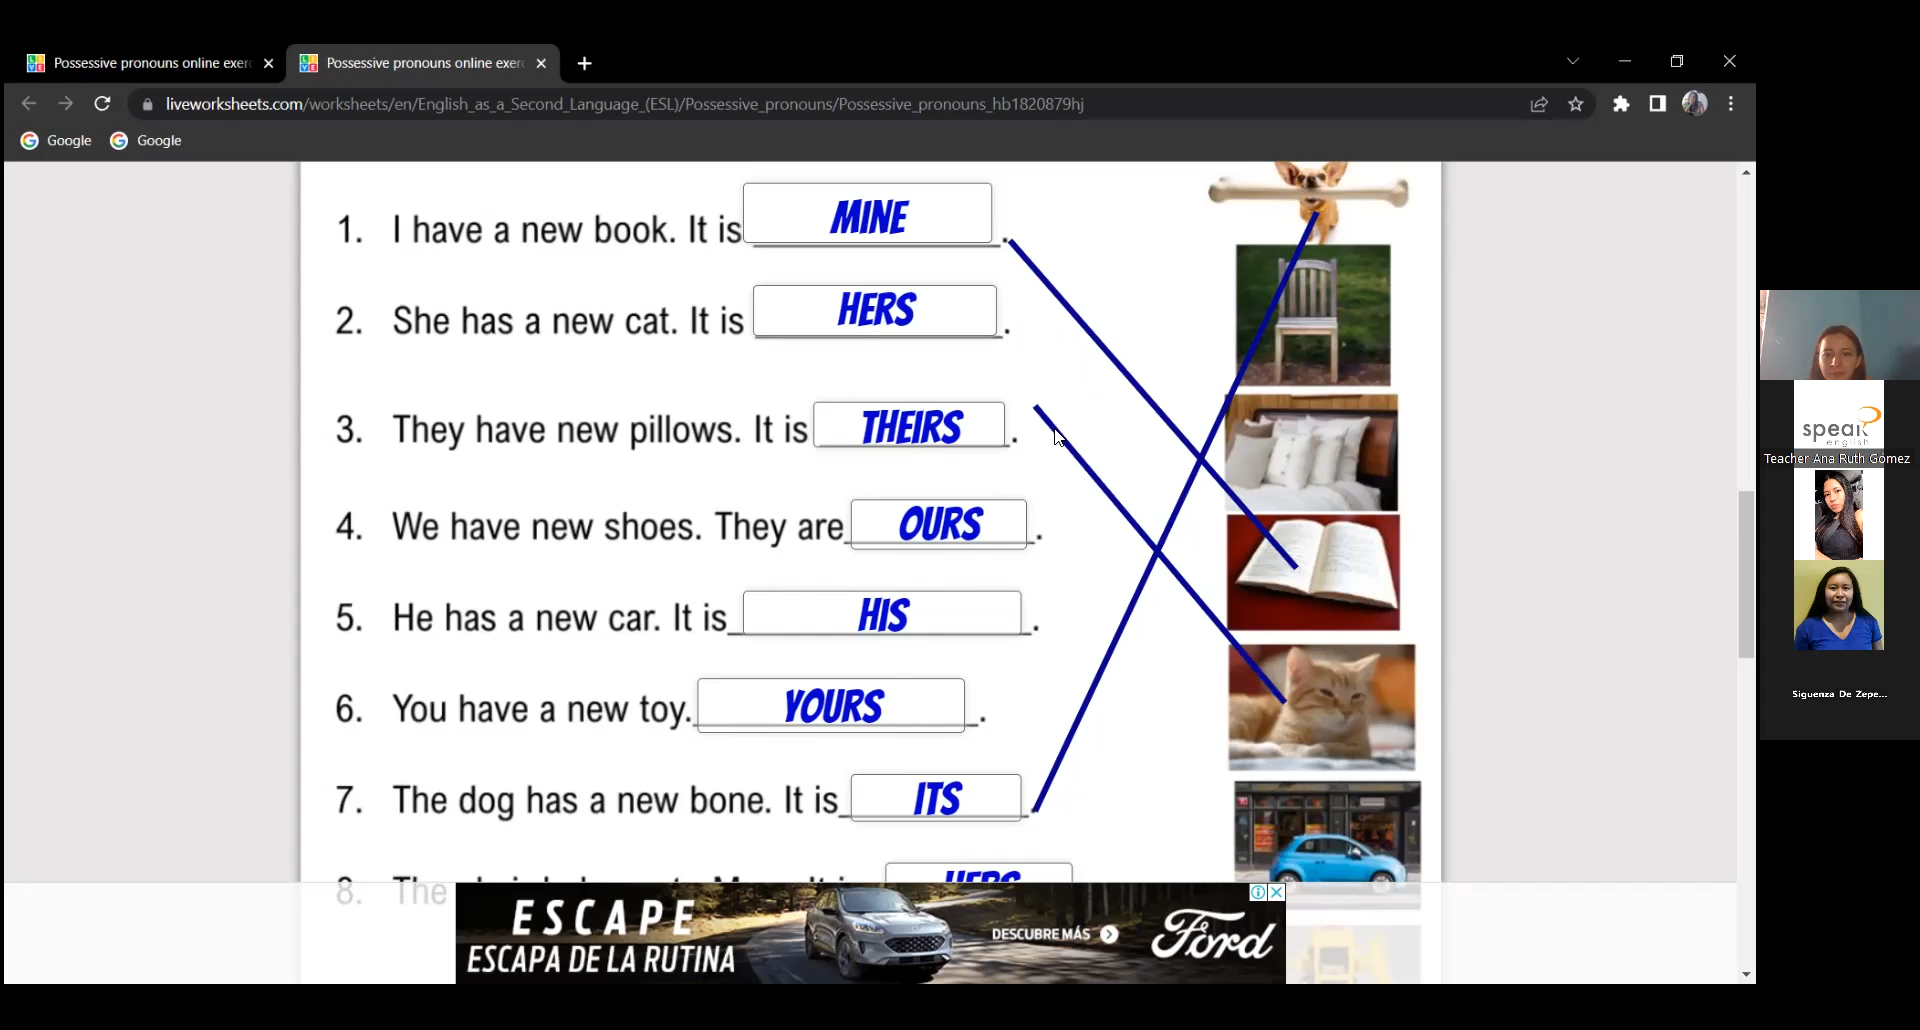 Possessive pronouns online exer
Possessive pronouns online exer
liveworksheets.com/worksheets/en/English_as_a_Second_Language_(ESL)/Possessive_pronouns/Possessive_pronouns_hb1820879hj
Google Google
1. I have a new book. It is MINE.
2. She has a new cat. It is HERS.
3. They have new pillows. It is THEIRS.
4. We have new shoes. They are OURS.
5. He has a new car. It is HIS.
6. You have a new toy. YOURS.
7. The dog has a new bone. It is ITS.
8. The HERS
ESCAPE
ESCAPA DE LA RUTINA
DESCUBRE MÁS
Ford
speak
english
Teacher Ana Ruth Gómez
Siguenza De Zepe...